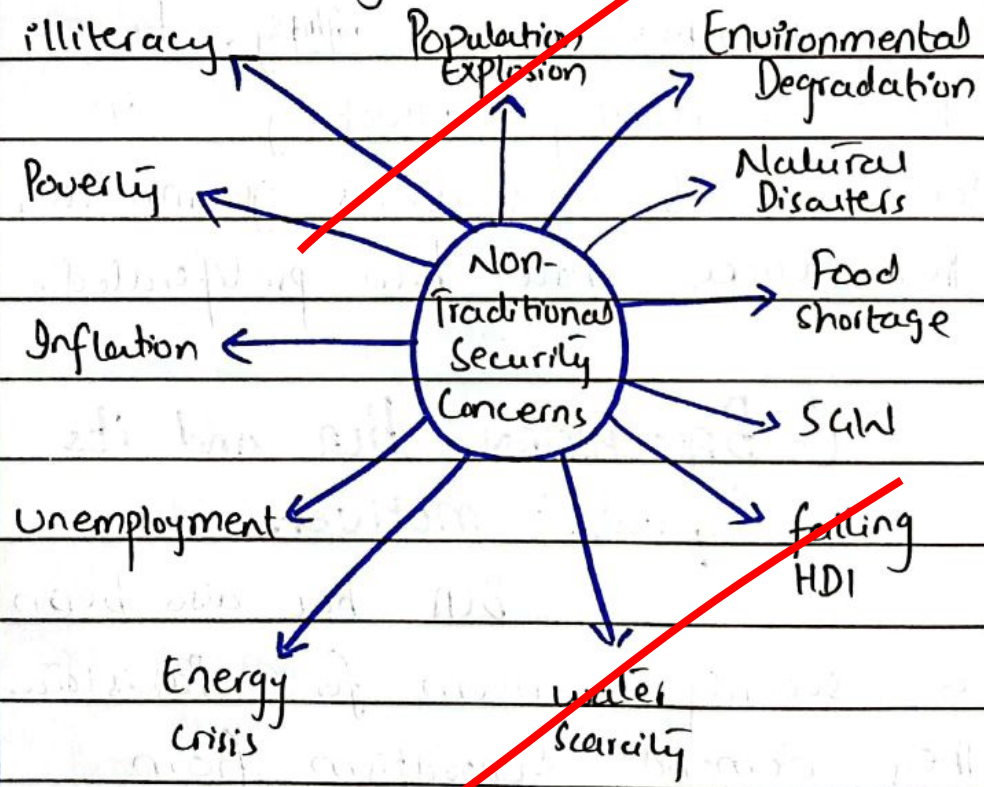 illiteracy
Population
Explosion
Environmental
Degradation
Poverty
Natural
Disasters
Non-
Traditional
Security
Concerns
Food
shortage
Inflation
5GW
unemployment
falling
HDI
Energy
crisis
water
scarcity